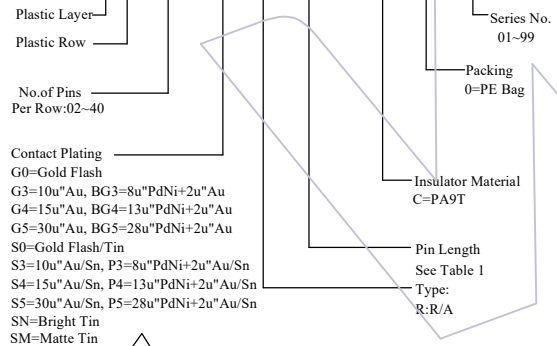 Plastic Layer
Series No.
01~99
Plastic Row
Packing
0=PE Bag
No.of Pins
Per Row:02~40
Contact Plating
G0=Gold Flash
G3=10u"Au, BG3=8u"PdNi+2u"Au
G4=15u"Au, BG4=13u"PdNi+2u"Au
G5=30u"Au, BG5=28u"PdNi+2u"Au
S0=Gold Flash/Tin
S3=10u"Au/Sn, P3=8u"PdNi+2u"Au/Sn
S4=15u"Au/Sn, P4=13u"PdNi+2u"Au/Sn
S5=30u"Au/Sn, P5=28u"PdNi+2u"Au/Sn
SN=Bright Tin
SM=Matte Tin
Insulator Material
C=PA9T
Pin Length
See Table 1
Type:
R:R/A